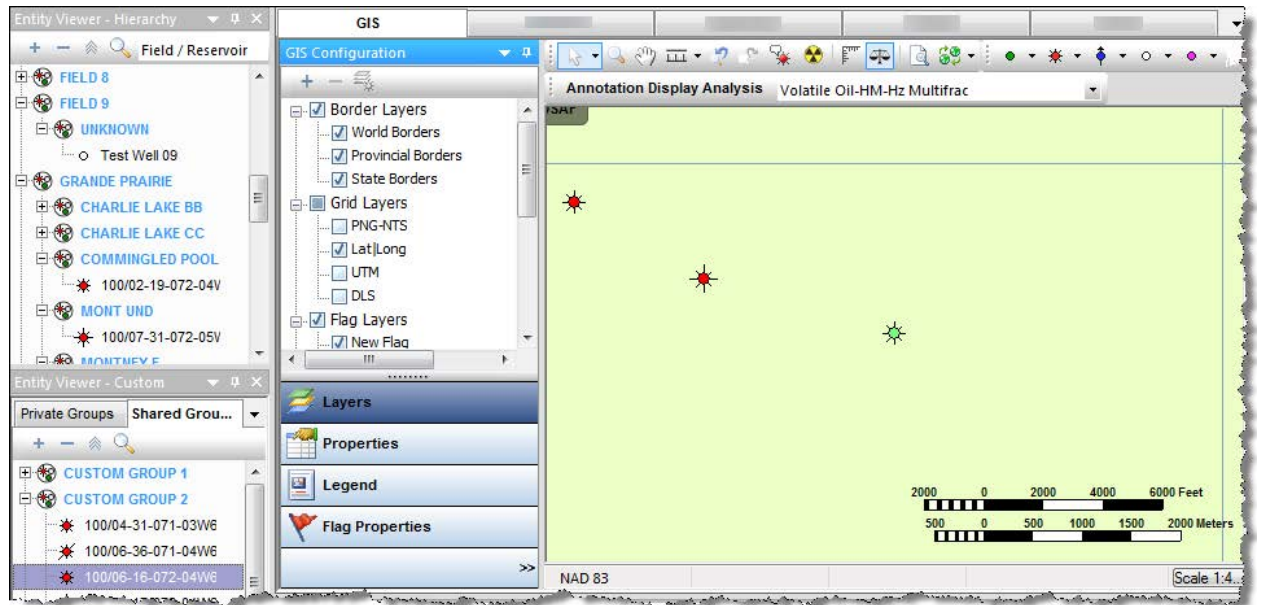 Entity Viewer - Hierarchy
Field / Reservoir
FIELD 8
FIELD 9
UNKNOWN
Test Well 09
GRANDE PRAIRIE
CHARLIE LAKE BB
CHARLIE LAKE CC
COMMINGLED POOL
100/02-19-072-04V
MONT UND
100/07-31-072-05V
Entity Viewer - Custom
Private Groups
Shared Grou...
CUSTOM GROUP 1
CUSTOM GROUP 2
100/04-31-071-03W6
100/06-36-071-04W6
100/06-16-072-04W6
GIS
GIS Configuration
Border Layers
World Borders
Provincial Borders
State Borders
Grid Layers
PNG-NTS
Lat|Long
UTM
DLS
Flag Layers
New Flag
Layers
Properties
Legend
Flag Properties
>>
Annotation Display Analysis
Volatile Oil-HM-Hz Multifrac
2000 0 2000 4000 6000 Feet
500 0 500 1000 1500 2000 Meters
NAD 83
Scale 1:4..